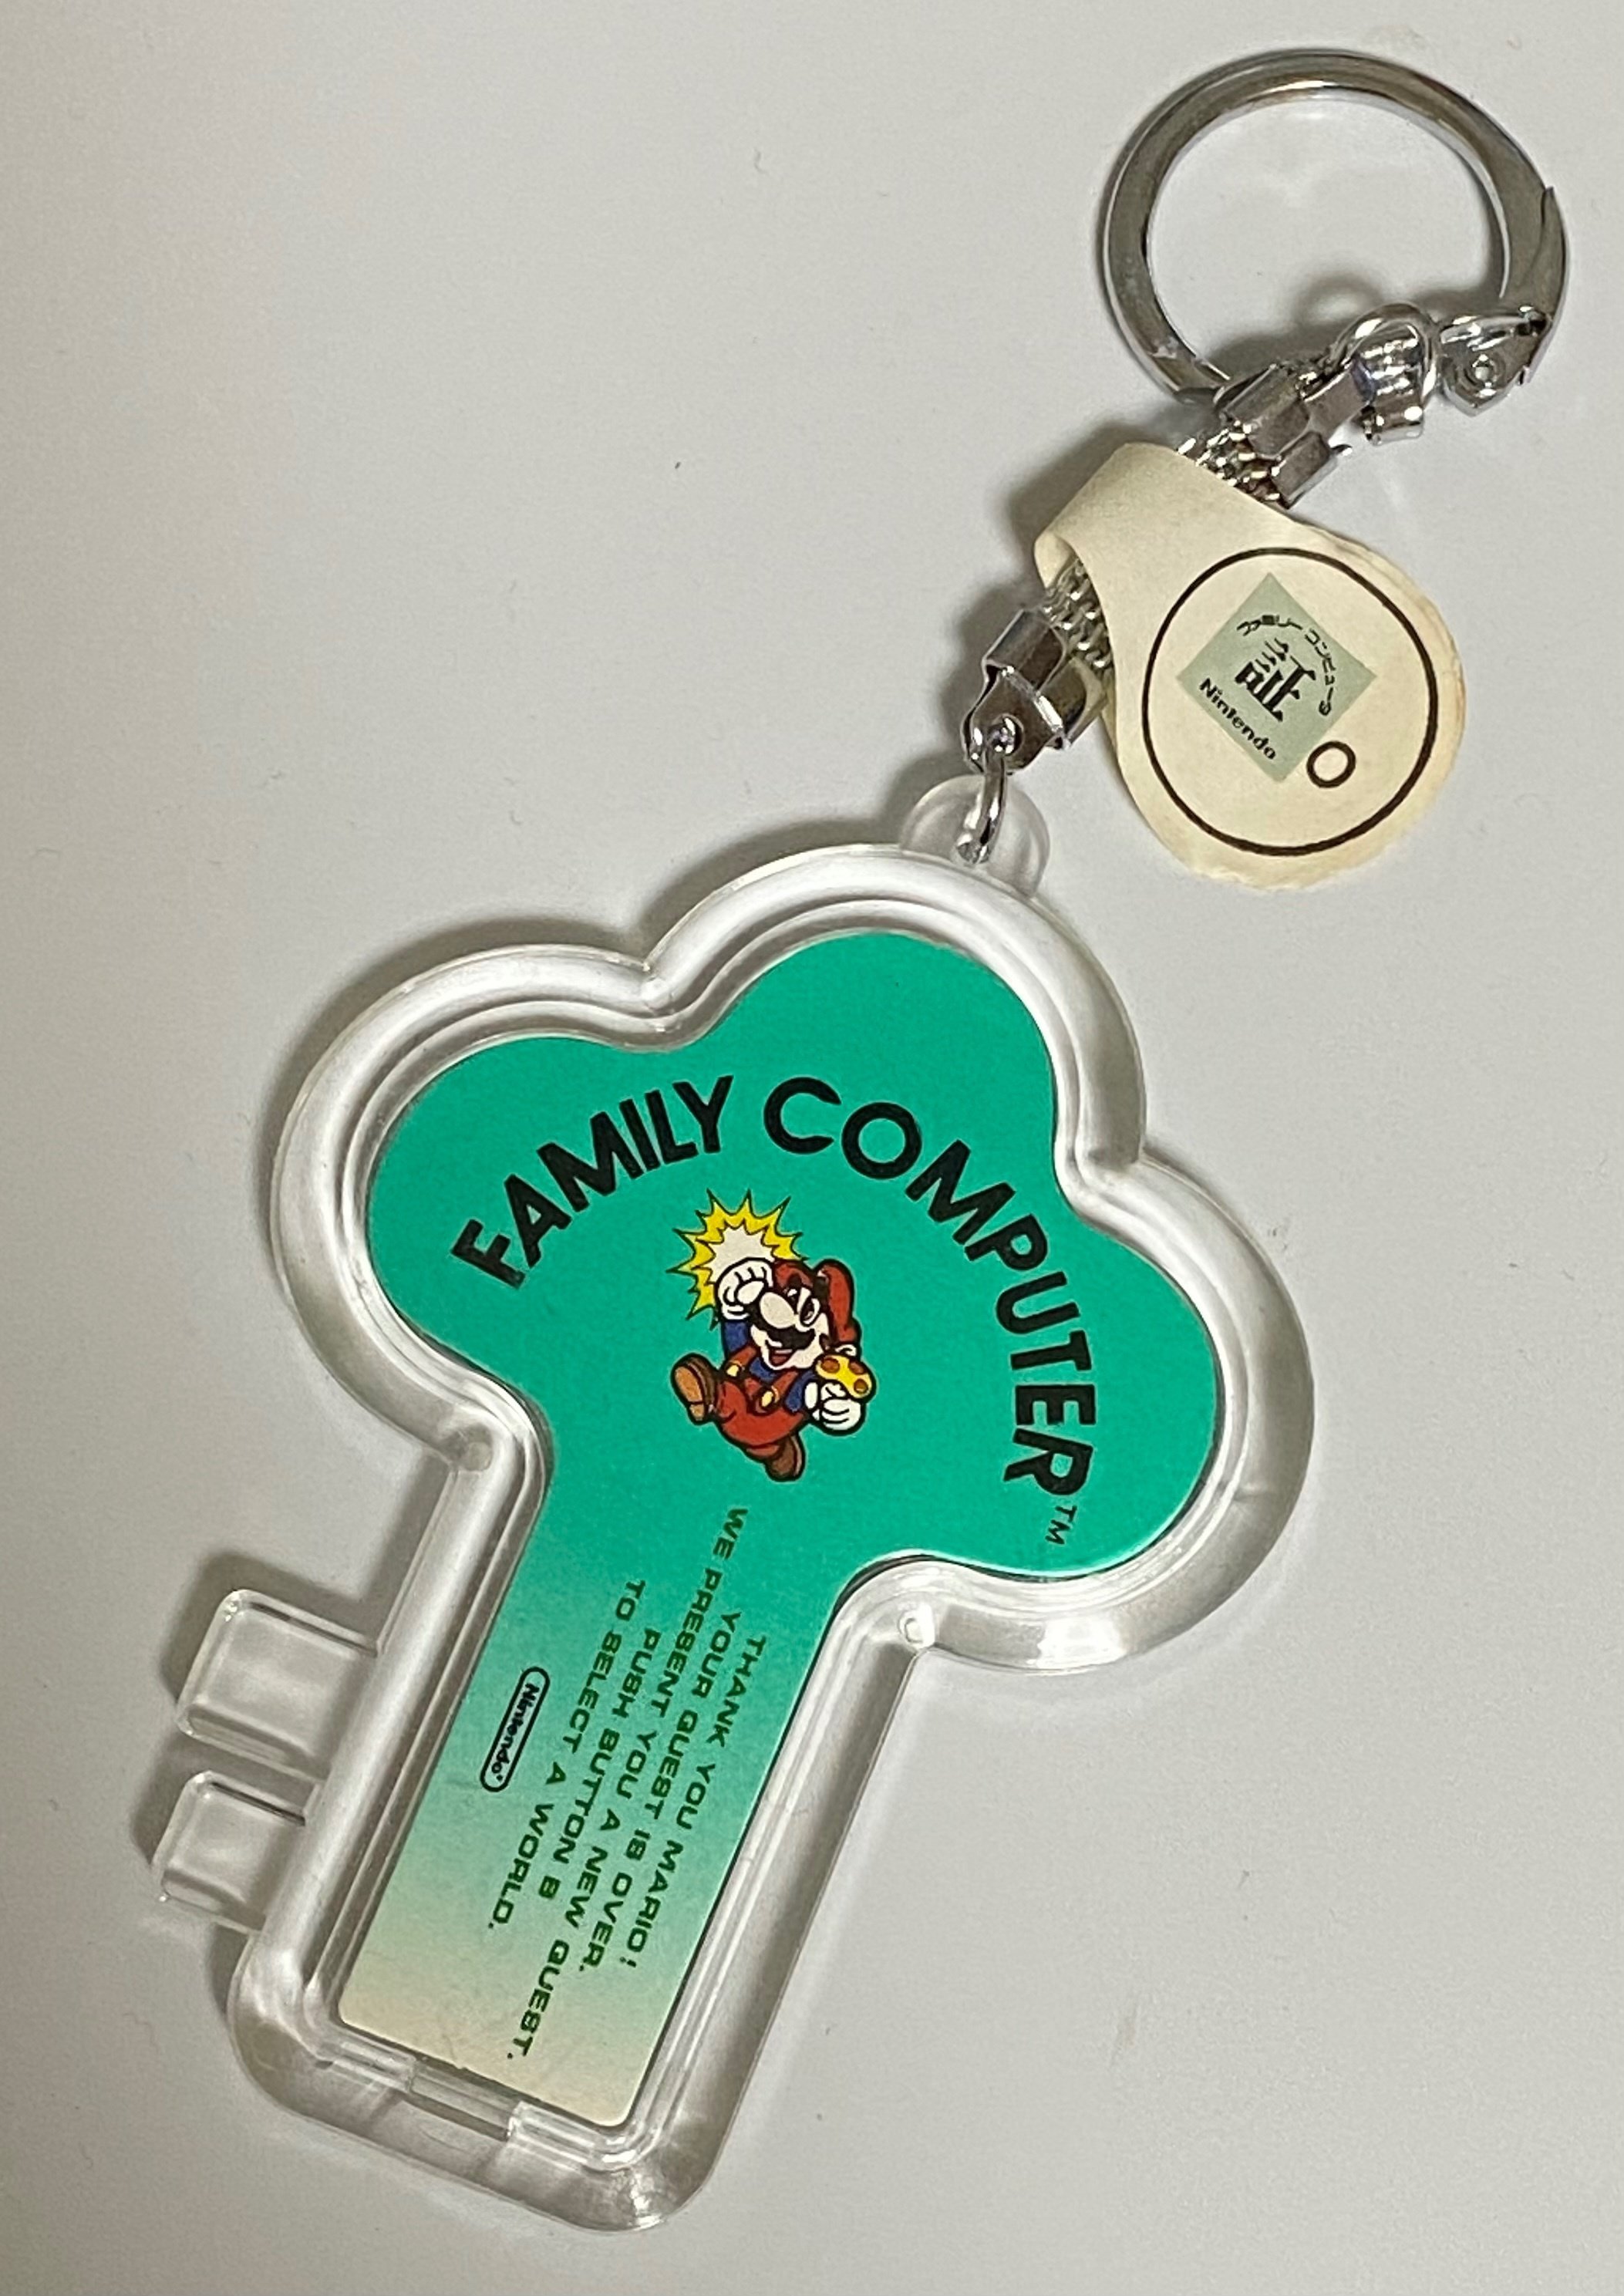 ファミリーコンピュータ
証
Nintendo
FAMILY COMPUTER™
THANK YOU MARIO!
YOUR QUEST IS OVER.
WE PRESENT YOU A NEW QUEST.
PUSH BUTTON B
TO SELECT A WORLD.
Nintendo®